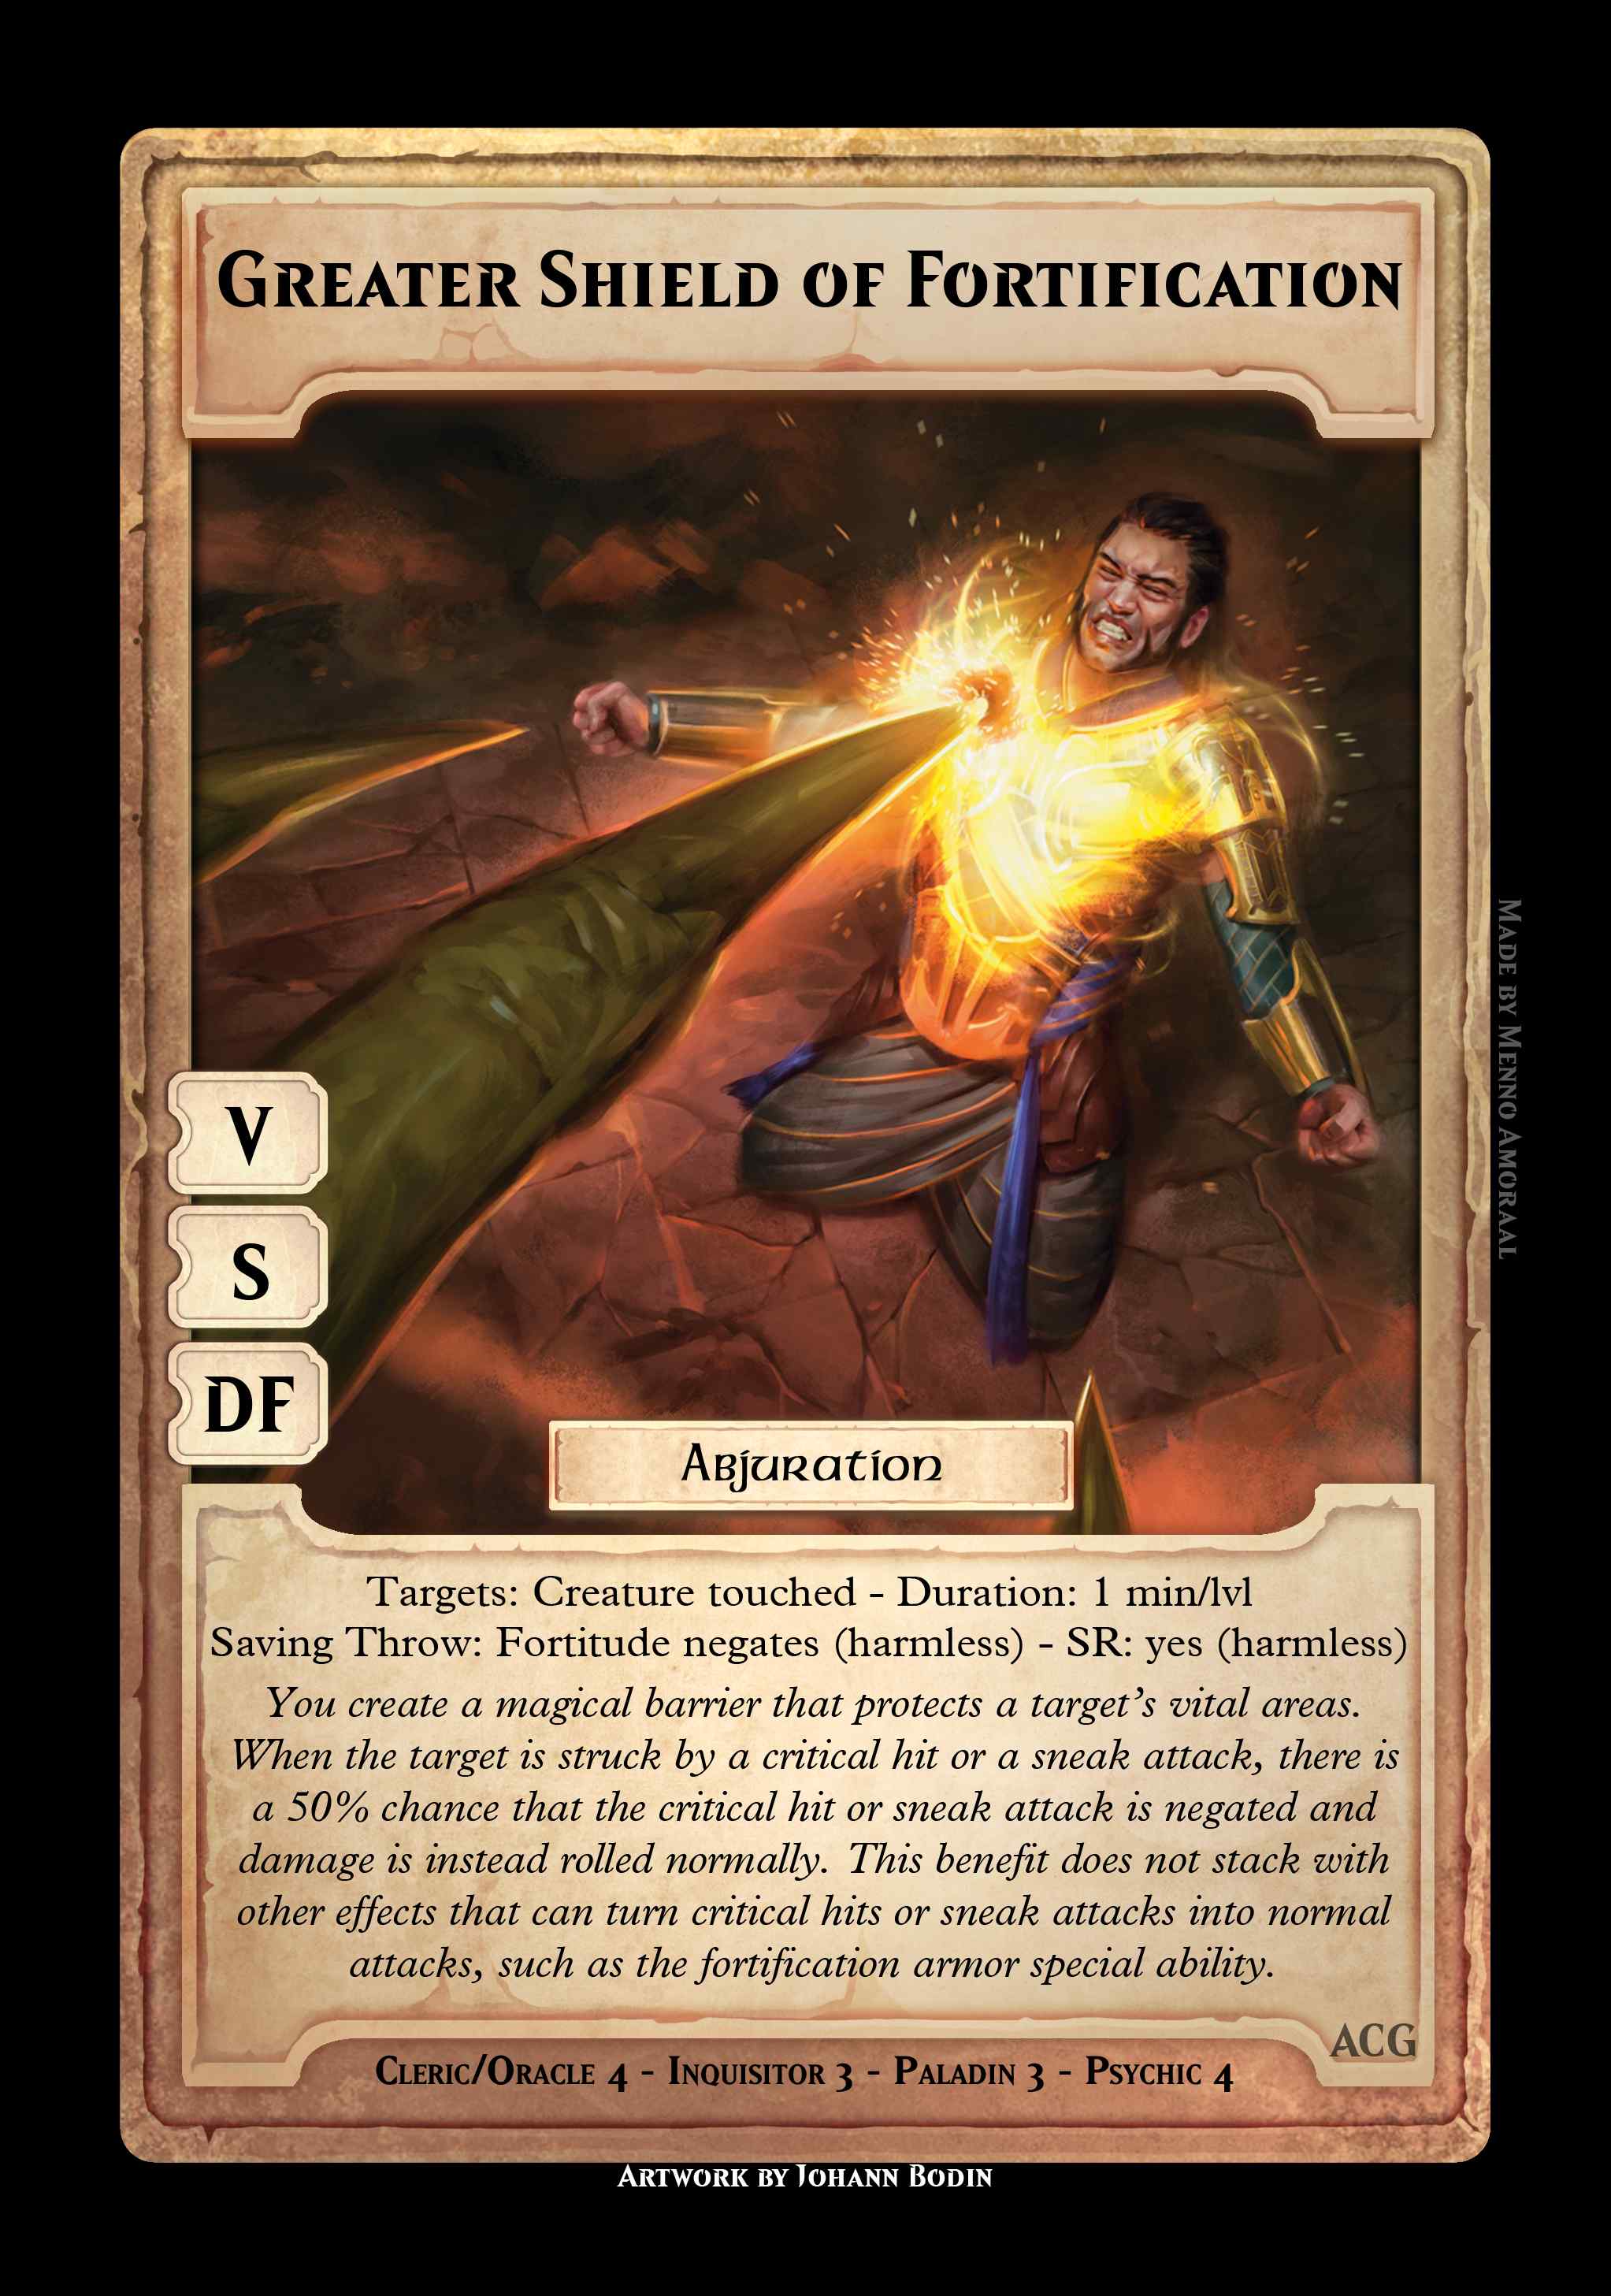 Greater Shield of Fortification
V
S
DF
Abjuration
Targets: Creature touched - Duration: 1 min/lvl
Saving Throw: Fortitude negates (harmless) - SR: yes (harmless)
You create a magical barrier that protects a target's vital areas.
When the target is struck by a critical hit or a sneak attack, there is
a 50% chance that the critical hit or sneak attack is negated and
damage is instead rolled normally. This benefit does not stack with
other effects that can turn critical hits or sneak attacks into normal
attacks, such as the fortification armor special ability.
ACG
Cleric/Oracle 4 - Inquisitor 3 - Paladin 3 - Psychic 4
Artwork by Johann Bodin
Made by Menno Amoraal